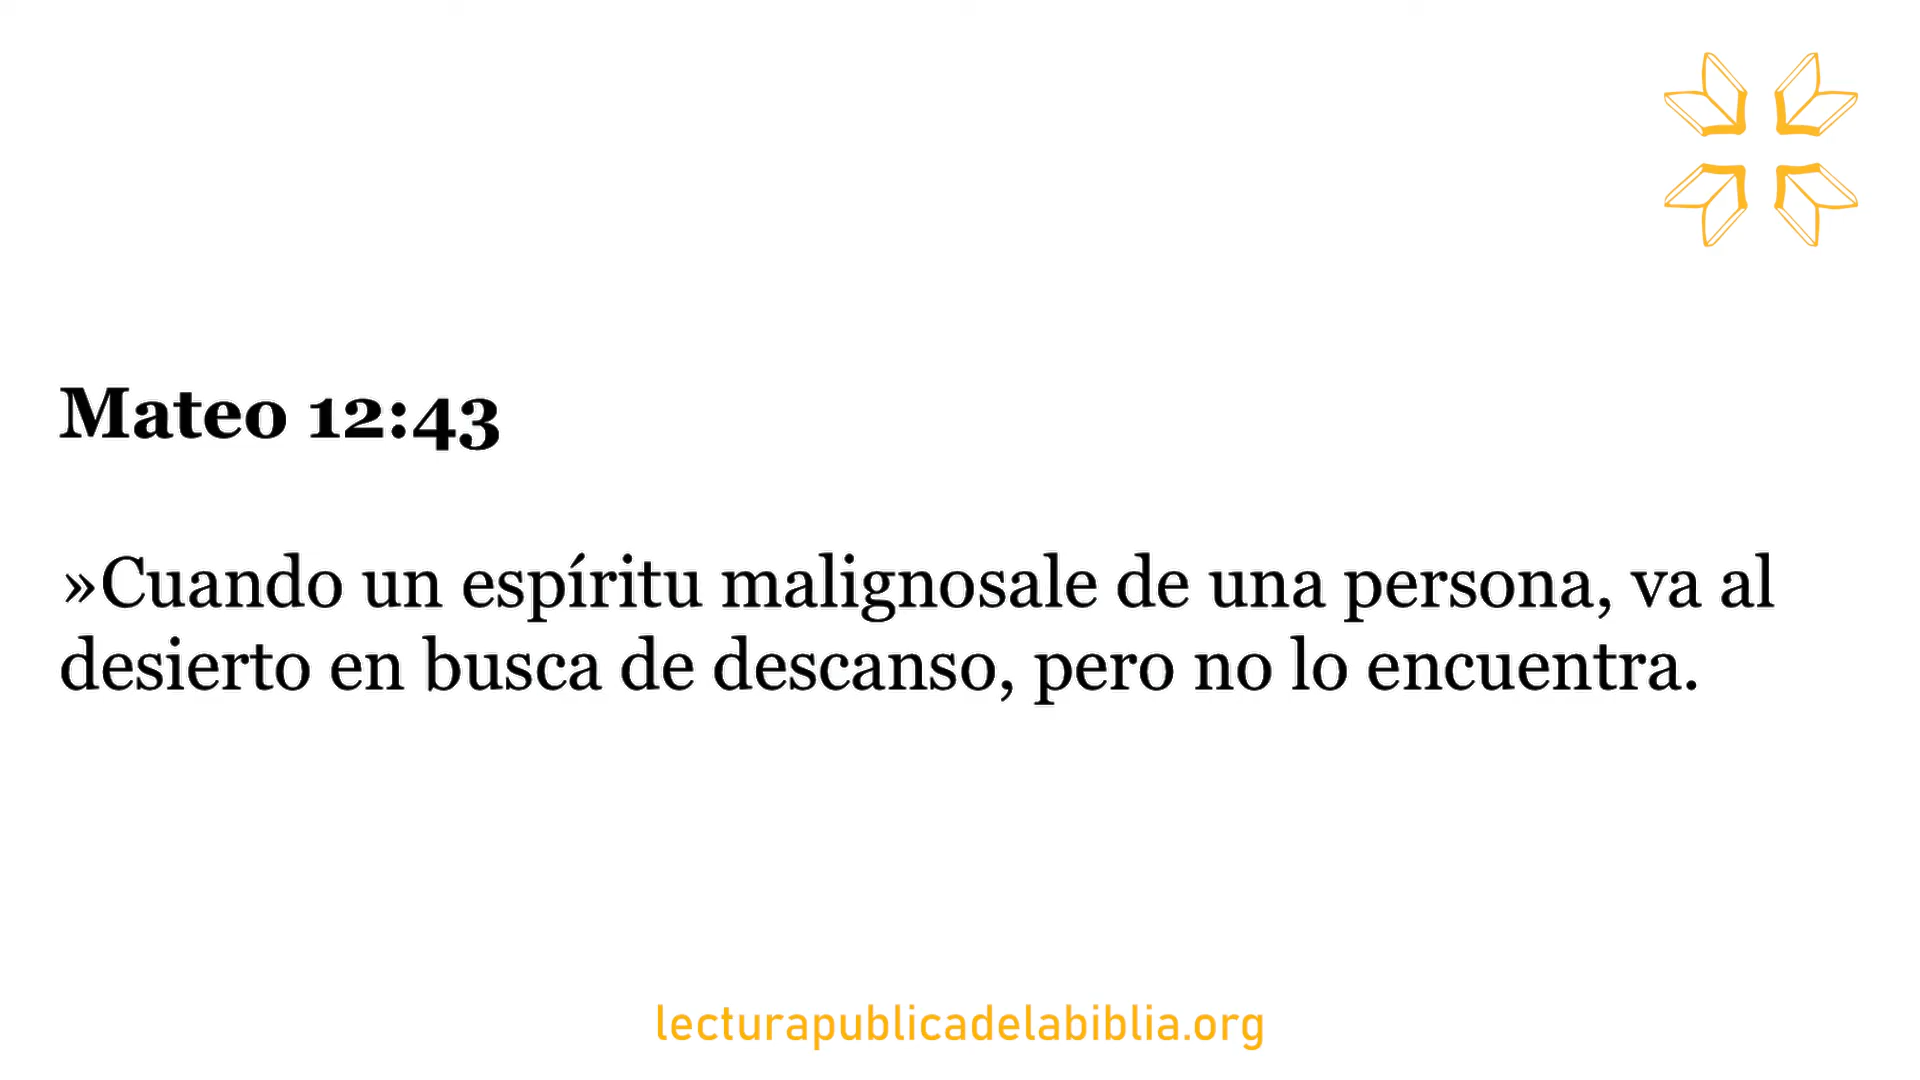 Mateo 12:43
»Cuando un espíritu malignosale de una persona, va al
desierto en busca de descanso, pero no lo encuentra.
lecturapublicadelabiblia.org